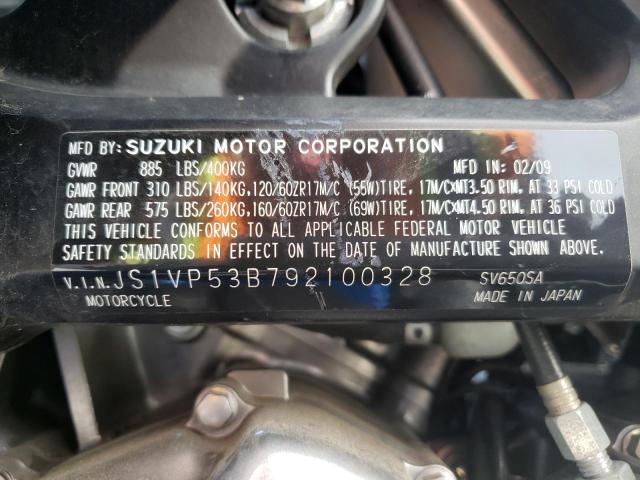 MFD BY: SUZUKI MOTOR CORPORATION
GVWR 885 LBS/400KG MFD IN: 02/09
GAWR FRONT 310 LBS/140KG, 120/60ZR17M/C (56W)TIRE, 17M/C×MT3.50 RIM, AT 33 PSI COLD
GAWR REAR 575 LBS/260KG, 160/60ZR17M/C (69W)TIRE, 17M/C×MT4.50 RIM, AT 36 PSI COLD
THIS VEHICLE CONFORMS TO ALL APPLICABLE FEDERAL MOTOR VEHICLE
SAFETY STANDARDS IN EFFECT ON THE DATE OF MANUFACTURE SHOWN ABOVE.
V.I.N. JS1VP53B792100328 SV650SA
MOTORCYCLE MADE IN JAPAN